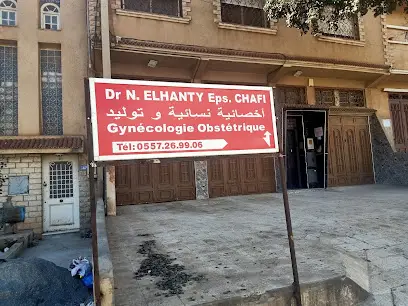 Dr N. ELHANTY Eps. CHAFI
أخصائية نسائية و توليد
Gynécologie Obstétrique
Tel: 0557.26.99.06